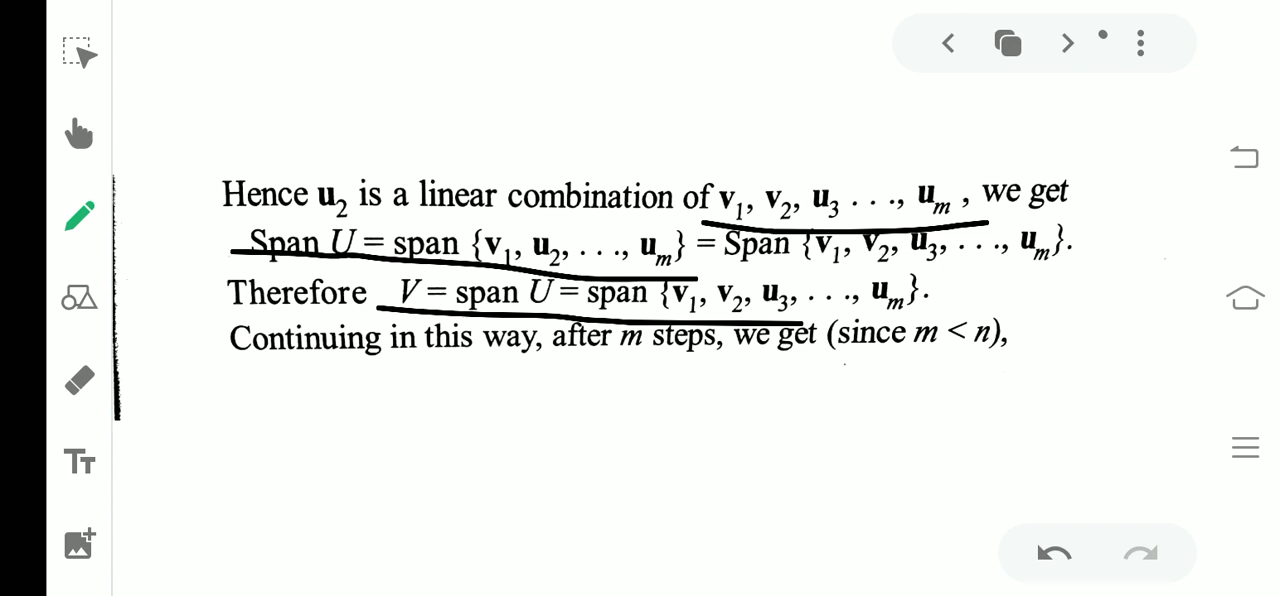 Hence u₂ is a linear combination of v₁, v₂, u₃ . . ., uₘ , we get
Span U = span {v₁, u₂, . . ., uₘ} = Span {v₁, v₂, u₃, . . ., uₘ}.
Therefore V = span U = span {v₁, v₂, u₃, . . ., uₘ}.
Continuing in this way, after m steps, we get (since m < n),
TT